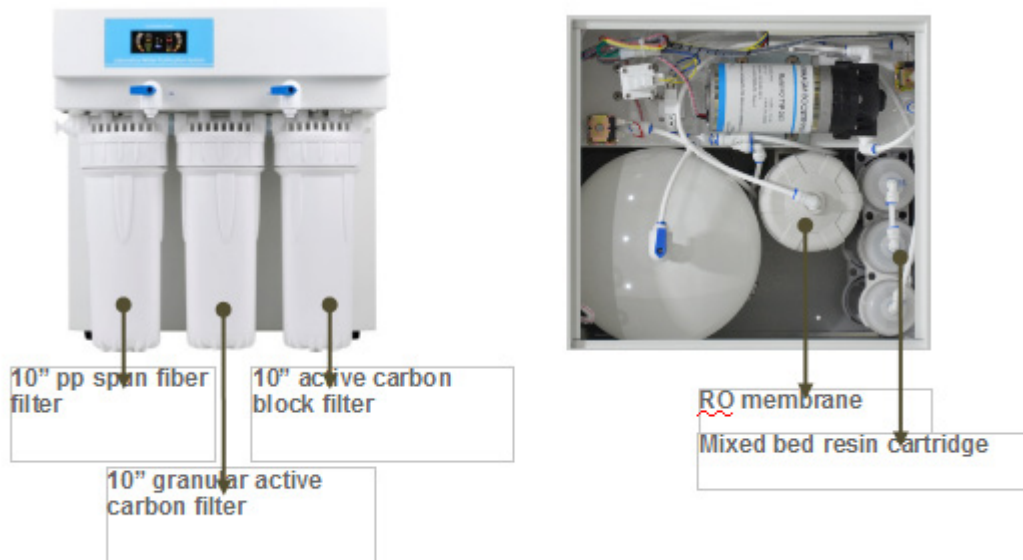 10” pp spun fiber
filter
10” active carbon
block filter
10” granular active
carbon filter
RO membrane
Mixed bed resin cartridge